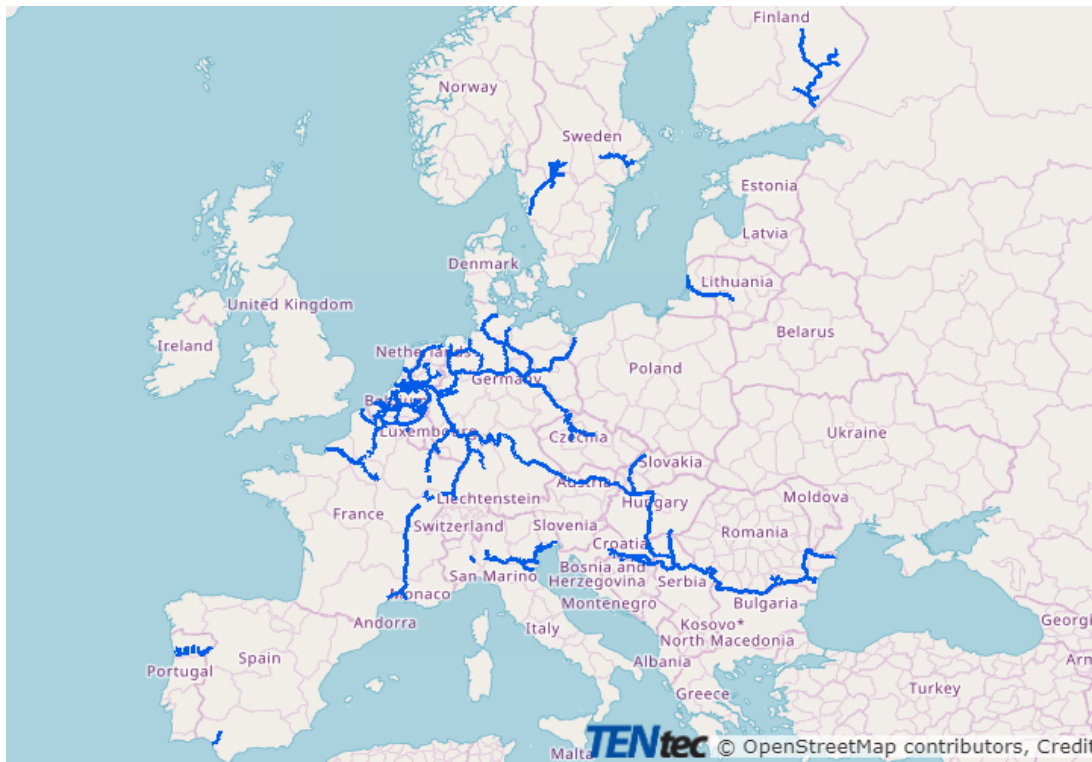 Finland
Norway
Sweden
Estonia
Latvia
Denmark
Lithuania
United Kingdom
Ireland
Belarus
Netherlands
Poland
Germany
Belgium
Luxembourg
Czechia
Ukraine
Slovakia
Austria
Moldova
Liechtenstein
Hungary
France
Switzerland
Slovenia
Romania
Croatia
San Marino
Bosnia and
Herzegovina
Serbia
Monaco
Montenegro
Bulgaria
Andorra
Kosovo*
Georgi
Italy
North Macedonia
Spain
Albania
Arm
Portugal
Turkey
Greece
Malta
TENtec © OpenStreetMap contributors, Credit